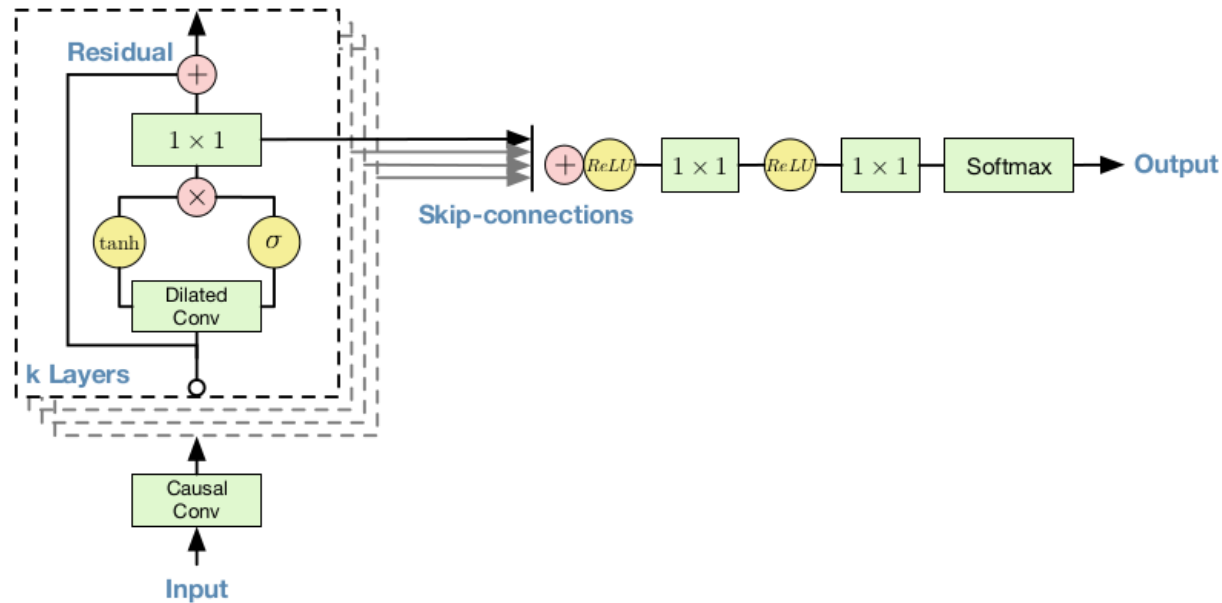 Residual
+
1 × 1
×
tanh
σ
Dilated
Conv
k Layers
Causal
Conv
Input
Skip-connections
+
ReLU
1 × 1
ReLU
1 × 1
Softmax
Output